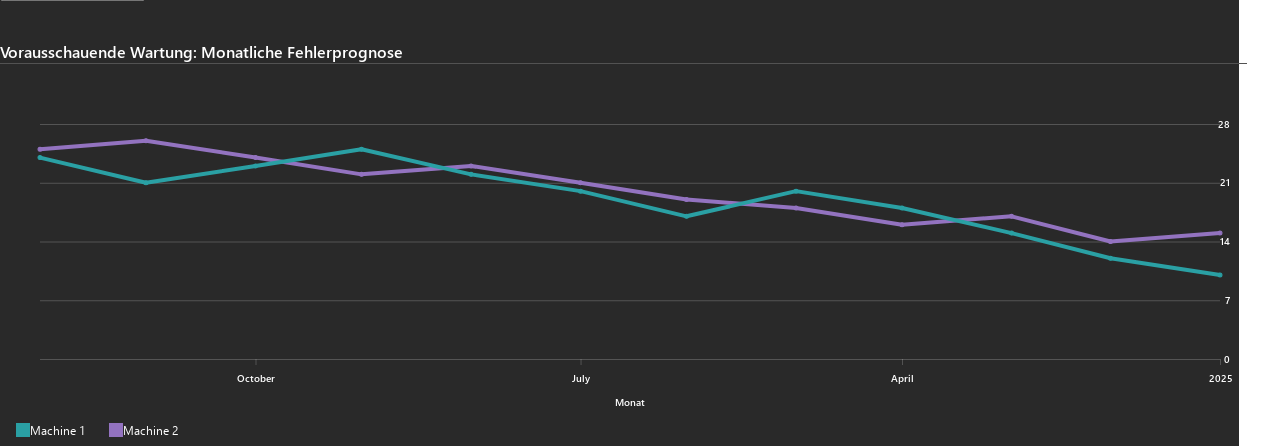 Vorausschauende Wartung: Monatliche Fehlerprognose
28
21
14
7
0
October July April 2025
Monat
Machine 1 Machine 2